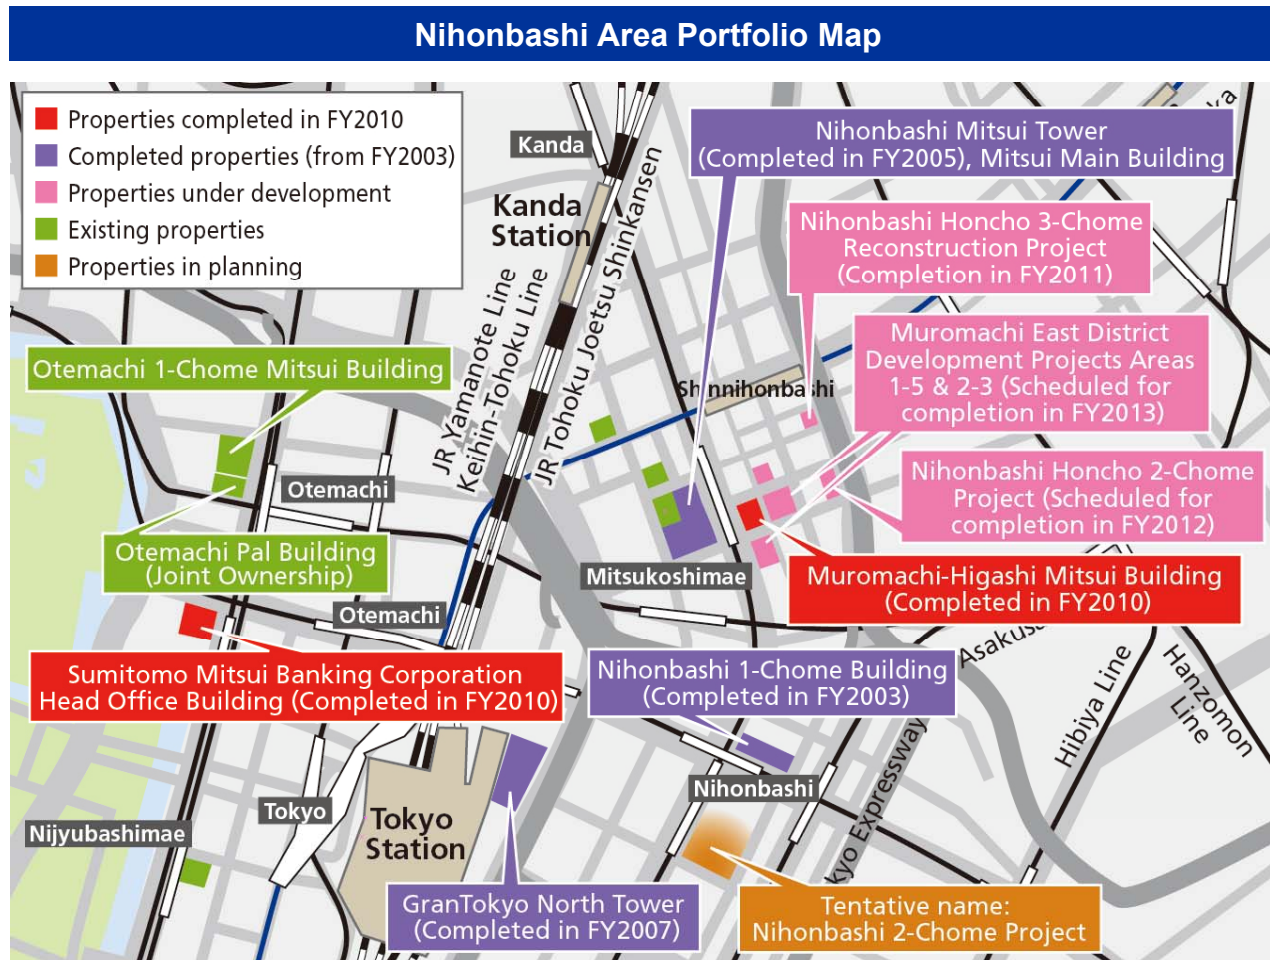 Nihonbashi Area Portfolio Map
Properties completed in FY2010
Completed properties (from FY2003)
Properties under development
Existing properties
Properties in planning
Kanda
Kanda
Station
JR Yamanote Line
Keihin-Tohoku Line
JR Tohoku Joetsu Shinkansen
Nihonbashi Mitsui Tower
(Completed in FY2005), Mitsui Main Building
Nihonbashi Honcho 3-Chome
Reconstruction Project
(Completion in FY2011)
Muromachi East District
Development Projects Areas
1-5 & 2-3 (Scheduled for
completion in FY2013)
Shinnihonbashi
Otemachi 1-Chome Mitsui Building
Otemachi
Nihonbashi Honcho 2-Chome
Project (Scheduled for
completion in FY2012)
Otemachi Pal Building
(Joint Ownership)
Mitsukoshimae
Muromachi-Higashi Mitsui Building
(Completed in FY2010)
Otemachi
Asakusa
Sumitomo Mitsui Banking Corporation
Head Office Building (Completed in FY2010)
Nihonbashi 1-Chome Building
(Completed in FY2003)
Hibiya Line
Hanzomon
Line
Nihonbashi
Tokyo
Tokyo
Station
Nijyubashimae
kyo Expressway
GranTokyo North Tower
(Completed in FY2007)
Tentative name:
Nihonbashi 2-Chome Project